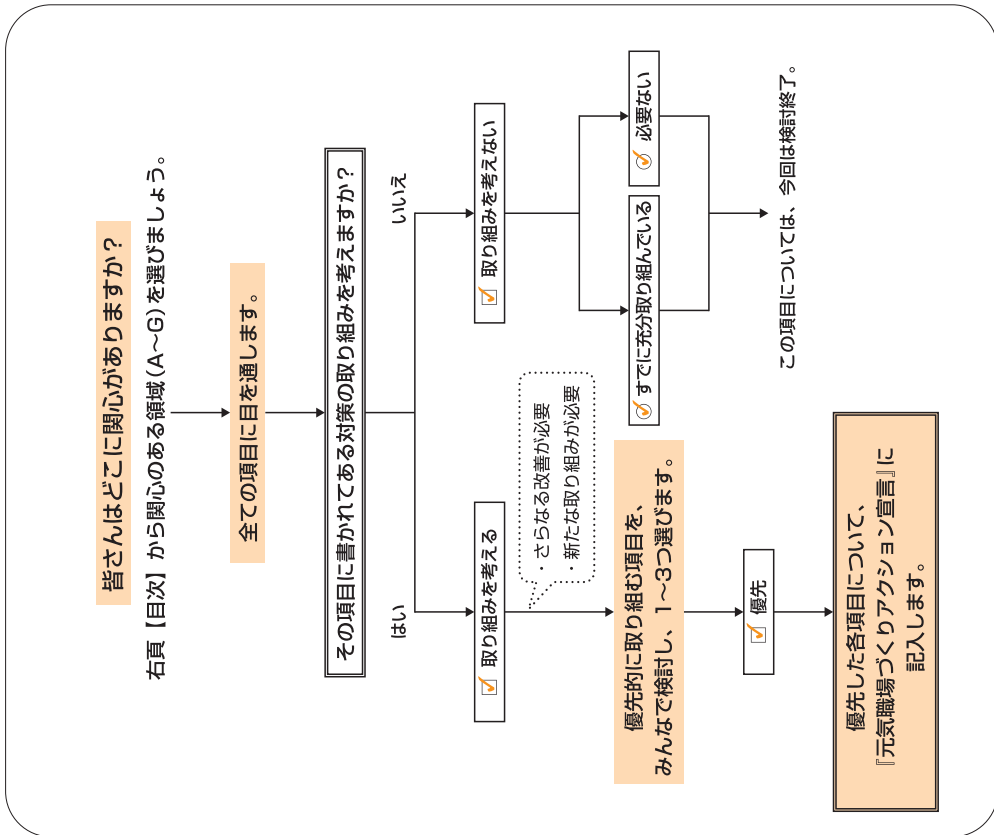 皆さんはどこに関心がありますか？
右頁【目次】から関心のある領域（A～G）を選びましょう。
全ての項目に目を通します。
その項目に書かれてある対策の取り組みを考えますか？
はい
いいえ
取り組みを考える
・さらなる改善が必要
・新たな取り組みが必要
優先的に取り組む項目を、
みんなで検討し、1～3つ選びます。
優先
優先した各項目について、
『元気職場づくりアクション宣言』に
記入します。
取り組みを考えない
すでに充分取り組んでいる
必要ない
この項目については、今回は検討終了。